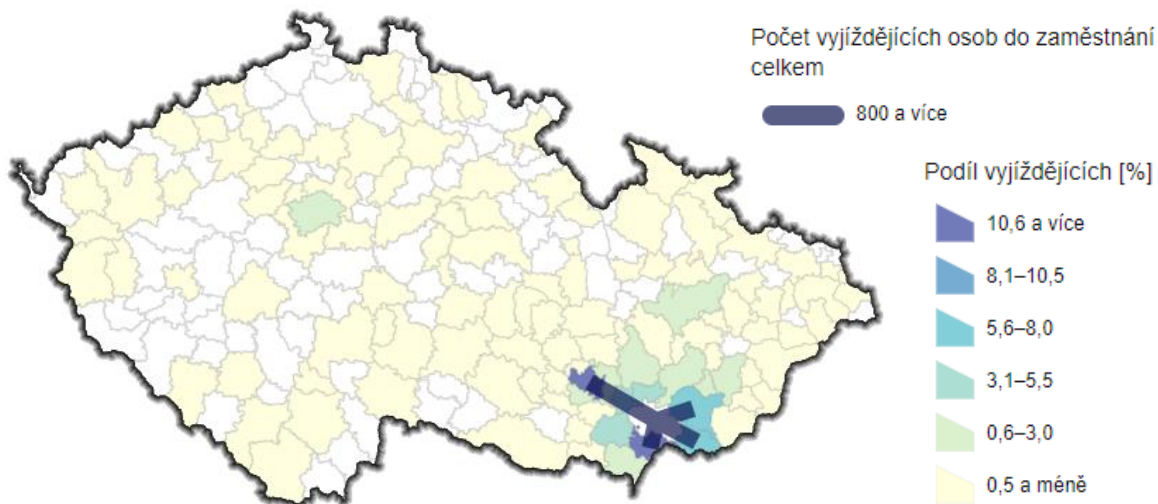 Počet vyjíždějících osob do zaměstnání
celkem
800 a více
Podíl vyjíždějících [%]
10,6 a více
8,1–10,5
5,6–8,0
3,1–5,5
0,6–3,0
0,5 a méně